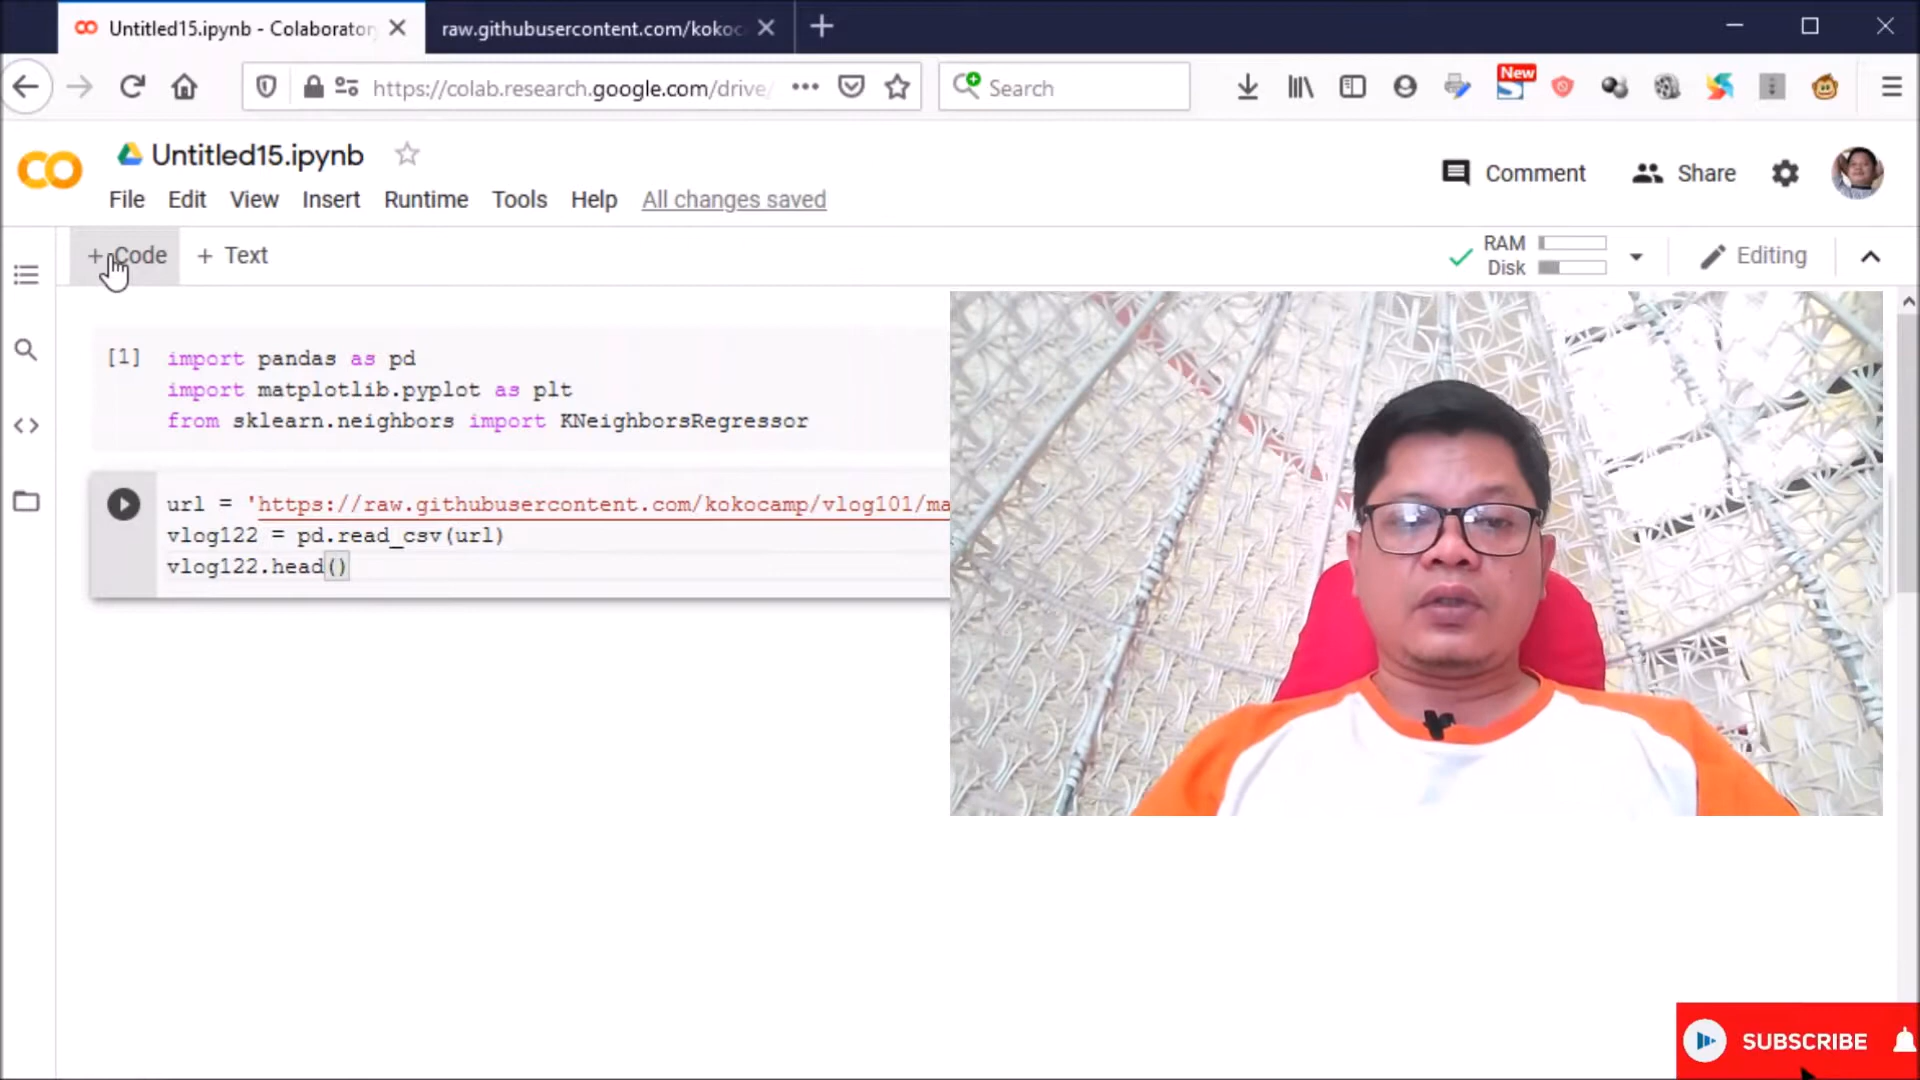 Untitled15.ipynb - Colaborator
raw.githubusercontent.com/kokoc
https://colab.research.google.com/drive/
Search
New
Untitled15.ipynb
Comment
Share
File Edit View Insert Runtime Tools Help All changes saved
+ Code + Text
RAM
Disk
Editing
[1] import pandas as pd
import matplotlib.pyplot as plt
from sklearn.neighbors import KNeighborsRegressor
url = 'https://raw.githubusercontent.com/kokocamp/vlog101/ma
vlog122 = pd.read_csv(url)
vlog122.head()
SUBSCRIBE